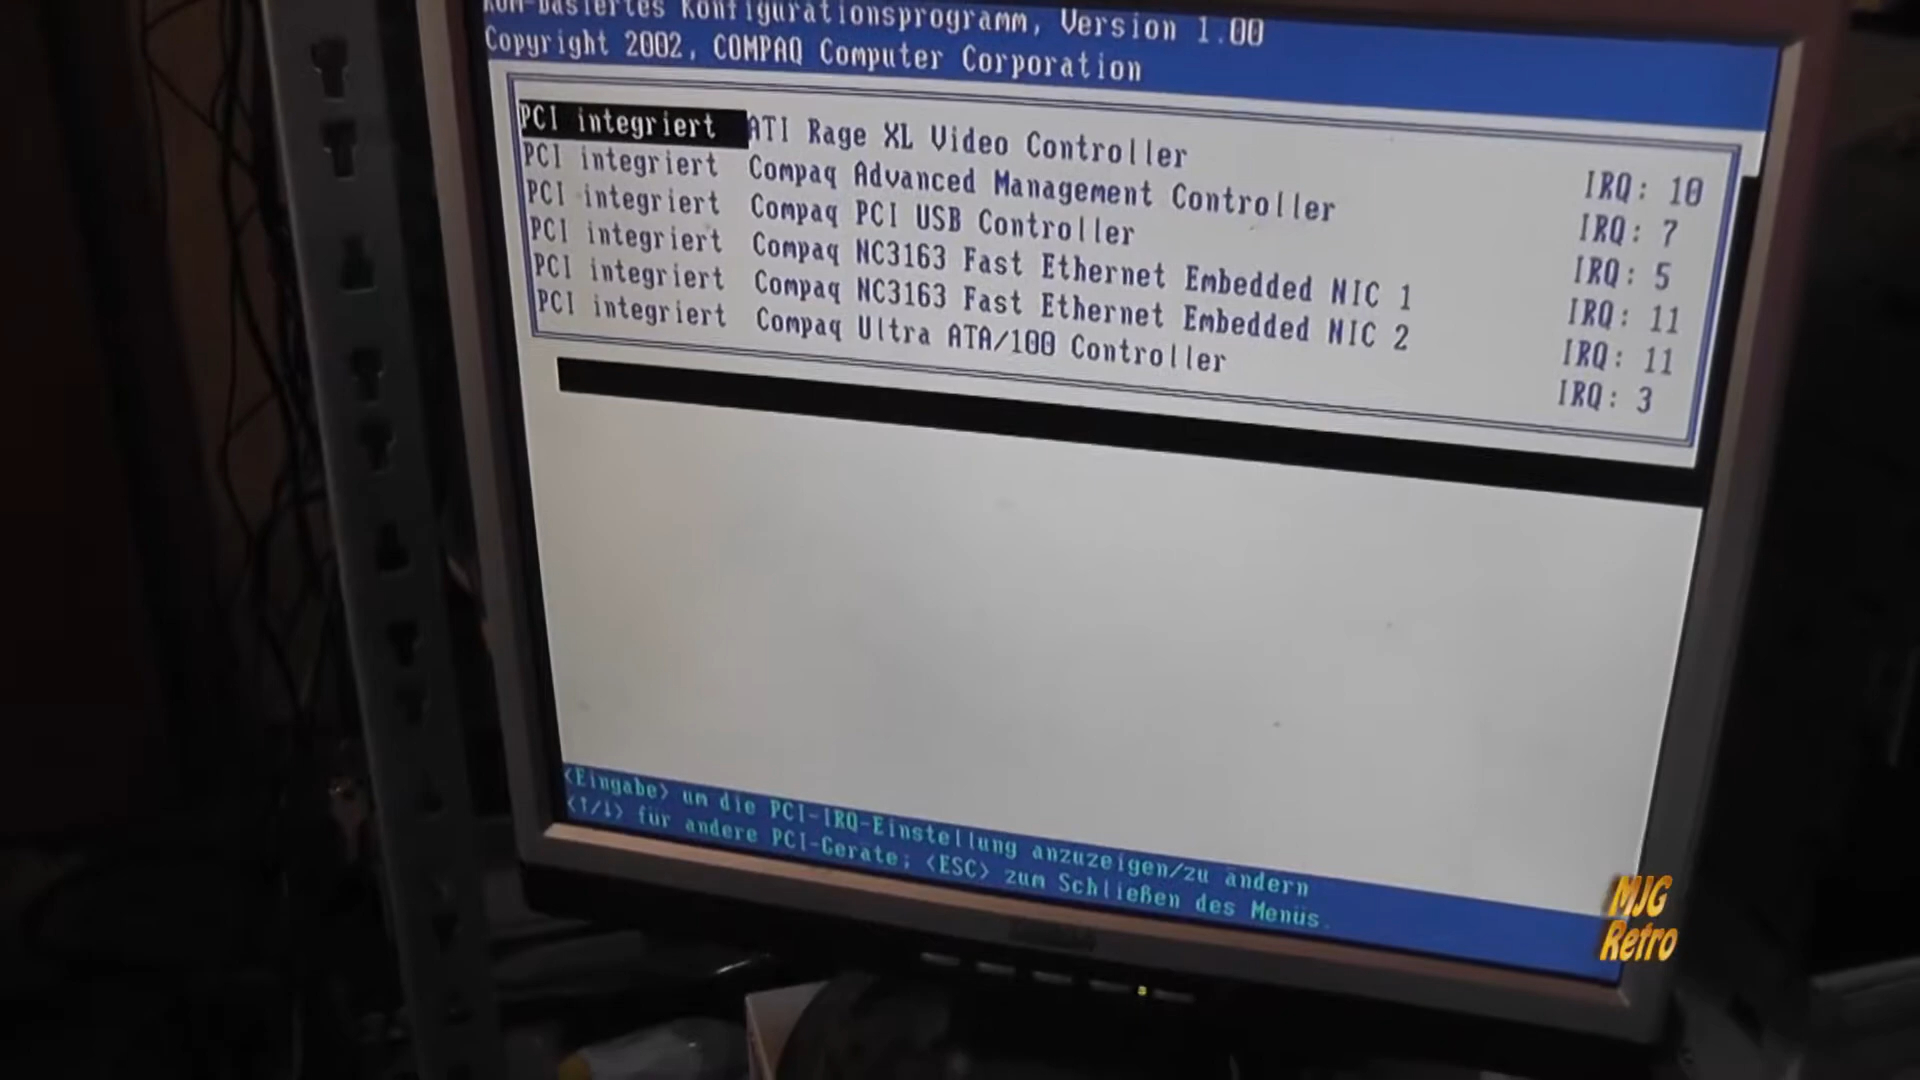 ROM-basiertes Konfigurationsprogramm, Version 1.00
Copyright 2002, COMPAQ Computer Corporation
PCI integriert ATI Rage XL Video Controller IRQ: 10
PCI integriert Compaq Advanced Management Controller IRQ: 7
PCI integriert Compaq PCI USB Controller IRQ: 5
PCI integriert Compaq NC3163 Fast Ethernet Embedded NIC 1 IRQ: 11
PCI integriert Compaq NC3163 Fast Ethernet Embedded NIC 2 IRQ: 11
PCI integriert Compaq Ultra ATA/100 Controller IRQ: 3
<Eingabe> um die PCI-IRQ-Einstellung anzuzeigen/zu ändern
<↑/↓> für andere PCI-Geräte; <ESC> zum Schließen des Menüs.
MJG
Retro